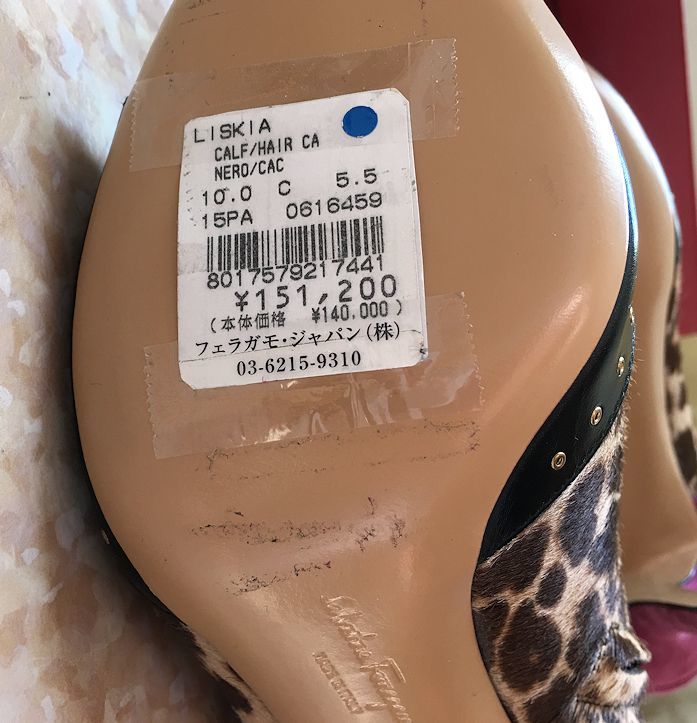 LISKIA
CALF/HAIR CA
NERO/CAC
10.0 C 5.5
15PA 0616459
8017579217441
¥151,200
(本体価格 ¥140,000)
フェラガモ・ジャパン(株)
03-6215-9310